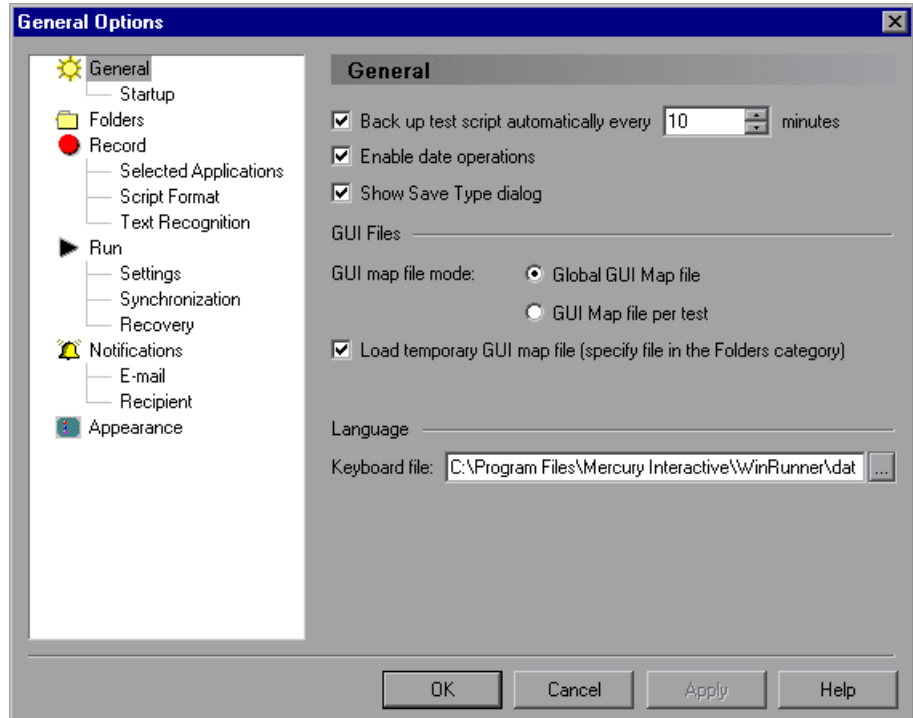 General Options
General
Startup
Folders
Record
Selected Applications
Script Format
Text Recognition
Run
Settings
Synchronization
Recovery
Notifications
E-mail
Recipient
Appearance
General
Back up test script automatically every 10 minutes
Enable date operations
Show Save Type dialog
GUI Files
GUI map file mode: Global GUI Map file
GUI Map file per test
Load temporary GUI map file (specify file in the Folders category)
Language
Keyboard file: C:\Program Files\Mercury Interactive\WinRunner\dat ...
OK Cancel Apply Help